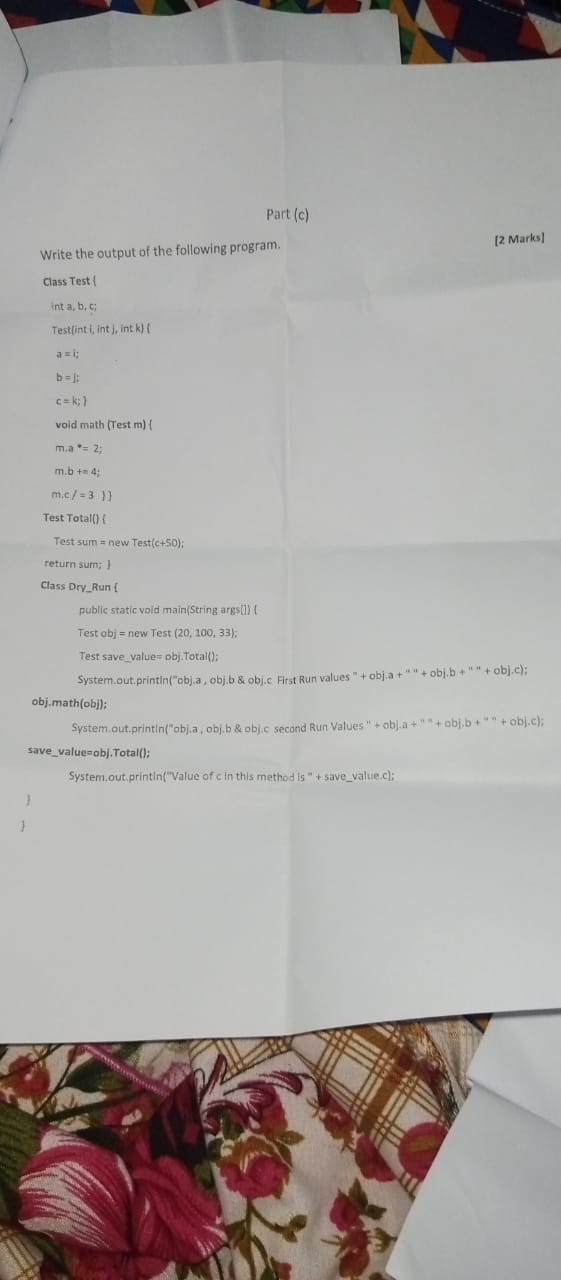 Part (c)
Write the output of the following program.
[2 Marks]
Class Test {
int a, b, c;
Test(int i, int j, int k) {
a = i;
b = j;
c = k; }
void math (Test m) {
m.a *= 2;
m.b += 4;
m.c / = 3 }}
Test Total() {
Test sum = new Test(c+50);
return sum; }
Class Dry_Run {
public static void main(String args[]) {
Test obj = new Test (20, 100, 33);
Test save_value= obj.Total();
System.out.println("obj.a , obj.b & obj.c First Run values " + obj.a + " " + obj.b + " " + obj.c);
obj.math(obj);
System.out.println("obj.a , obj.b & obj.c second Run Values " + obj.a + " " + obj.b + " " + obj.c);
save_value=obj.Total();
System.out.println("Value of c in this method is " + save_value.c);
}
}